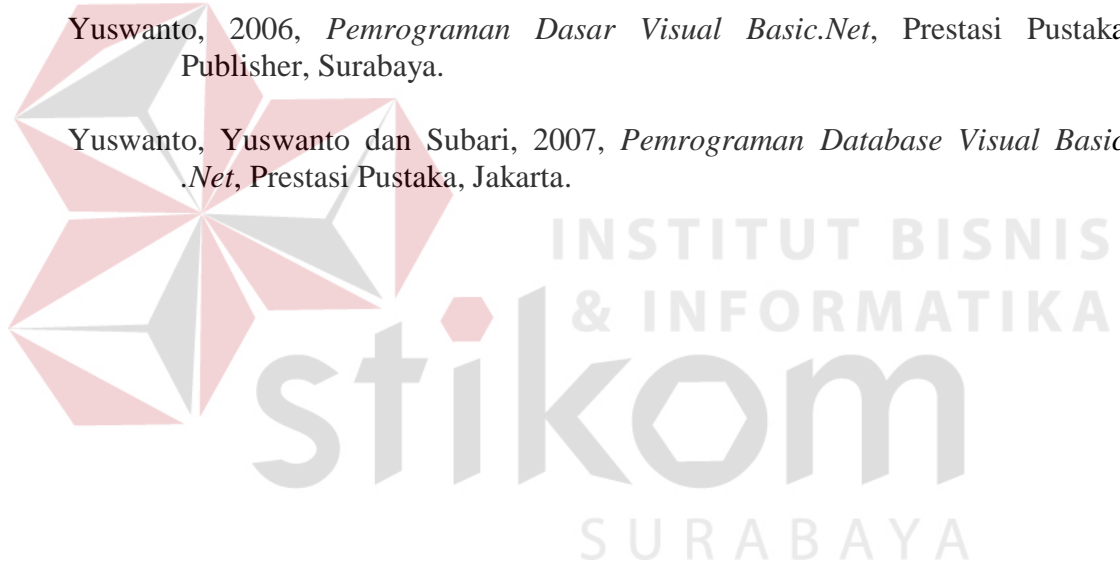 Yuswanto, 2006, Pemrograman Dasar Visual Basic.Net, Prestasi Pustaka
Publisher, Surabaya.
Yuswanto, Yuswanto dan Subari, 2007, Pemrograman Database Visual Basic
.Net, Prestasi Pustaka, Jakarta.
INSTITUT BISNIS
& INFORMATIKA
stikom
SURABAYA